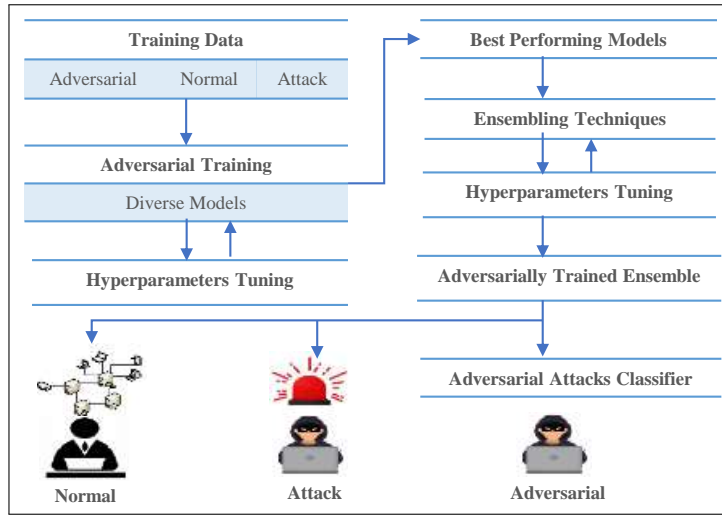 Training Data
Adversarial Normal Attack
Adversarial Training
Diverse Models
Hyperparameters Tuning
Best Performing Models
Ensembling Techniques
Hyperparameters Tuning
Adversarially Trained Ensemble
Adversarial Attacks Classifier
Normal
Attack
Adversarial